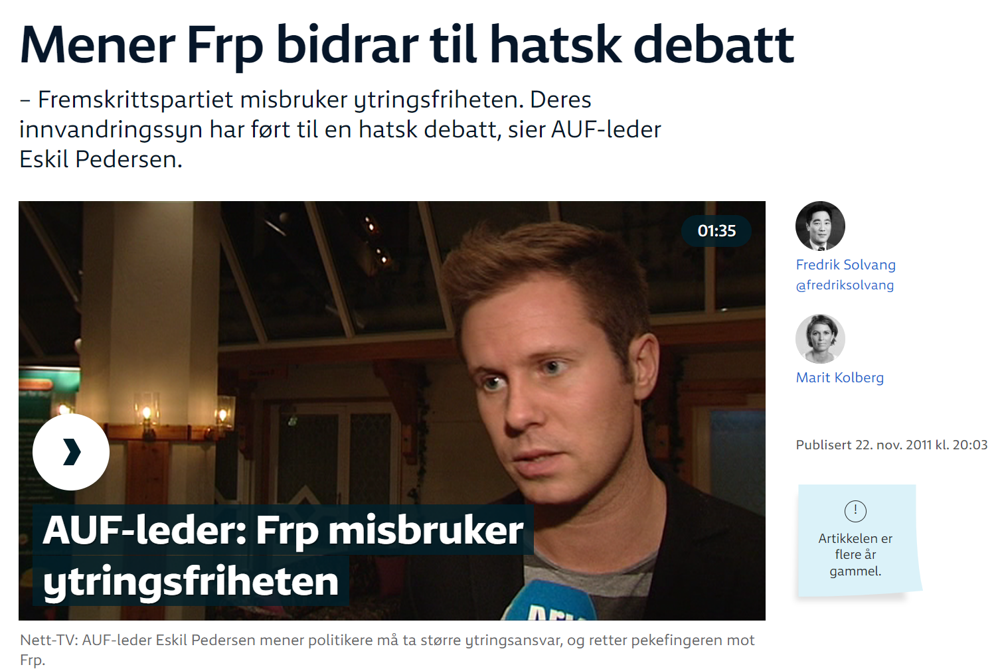 Mener Frp bidrar til hatsk debatt
– Fremskrittspartiet misbruker ytringsfriheten. Deres
innvandringssyn har ført til en hatsk debatt, sier AUF-leder
Eskil Pedersen.
01:35
AUF-leder: Frp misbruker
ytringsfriheten
Nett-TV: AUF-leder Eskil Pedersen mener politikere må ta større ytringsansvar, og retter pekefingeren mot
Frp.
Fredrik Solvang
@fredriksolvang
Marit Kolberg
Publisert 22. nov. 2011 kl. 20:03
Artikkelen er
flere år
gammel.